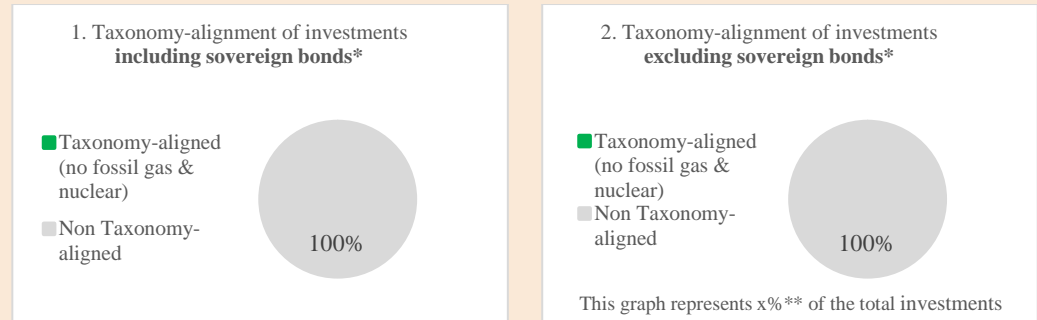 1. Taxonomy-alignment of investments
including sovereign bonds*
Taxonomy-aligned
(no fossil gas &
nuclear)
Non Taxonomy-
aligned
100%
2. Taxonomy-alignment of investments
excluding sovereign bonds*
Taxonomy-aligned
(no fossil gas &
nuclear)
Non Taxonomy-
aligned
100%
This graph represents x%** of the total investments